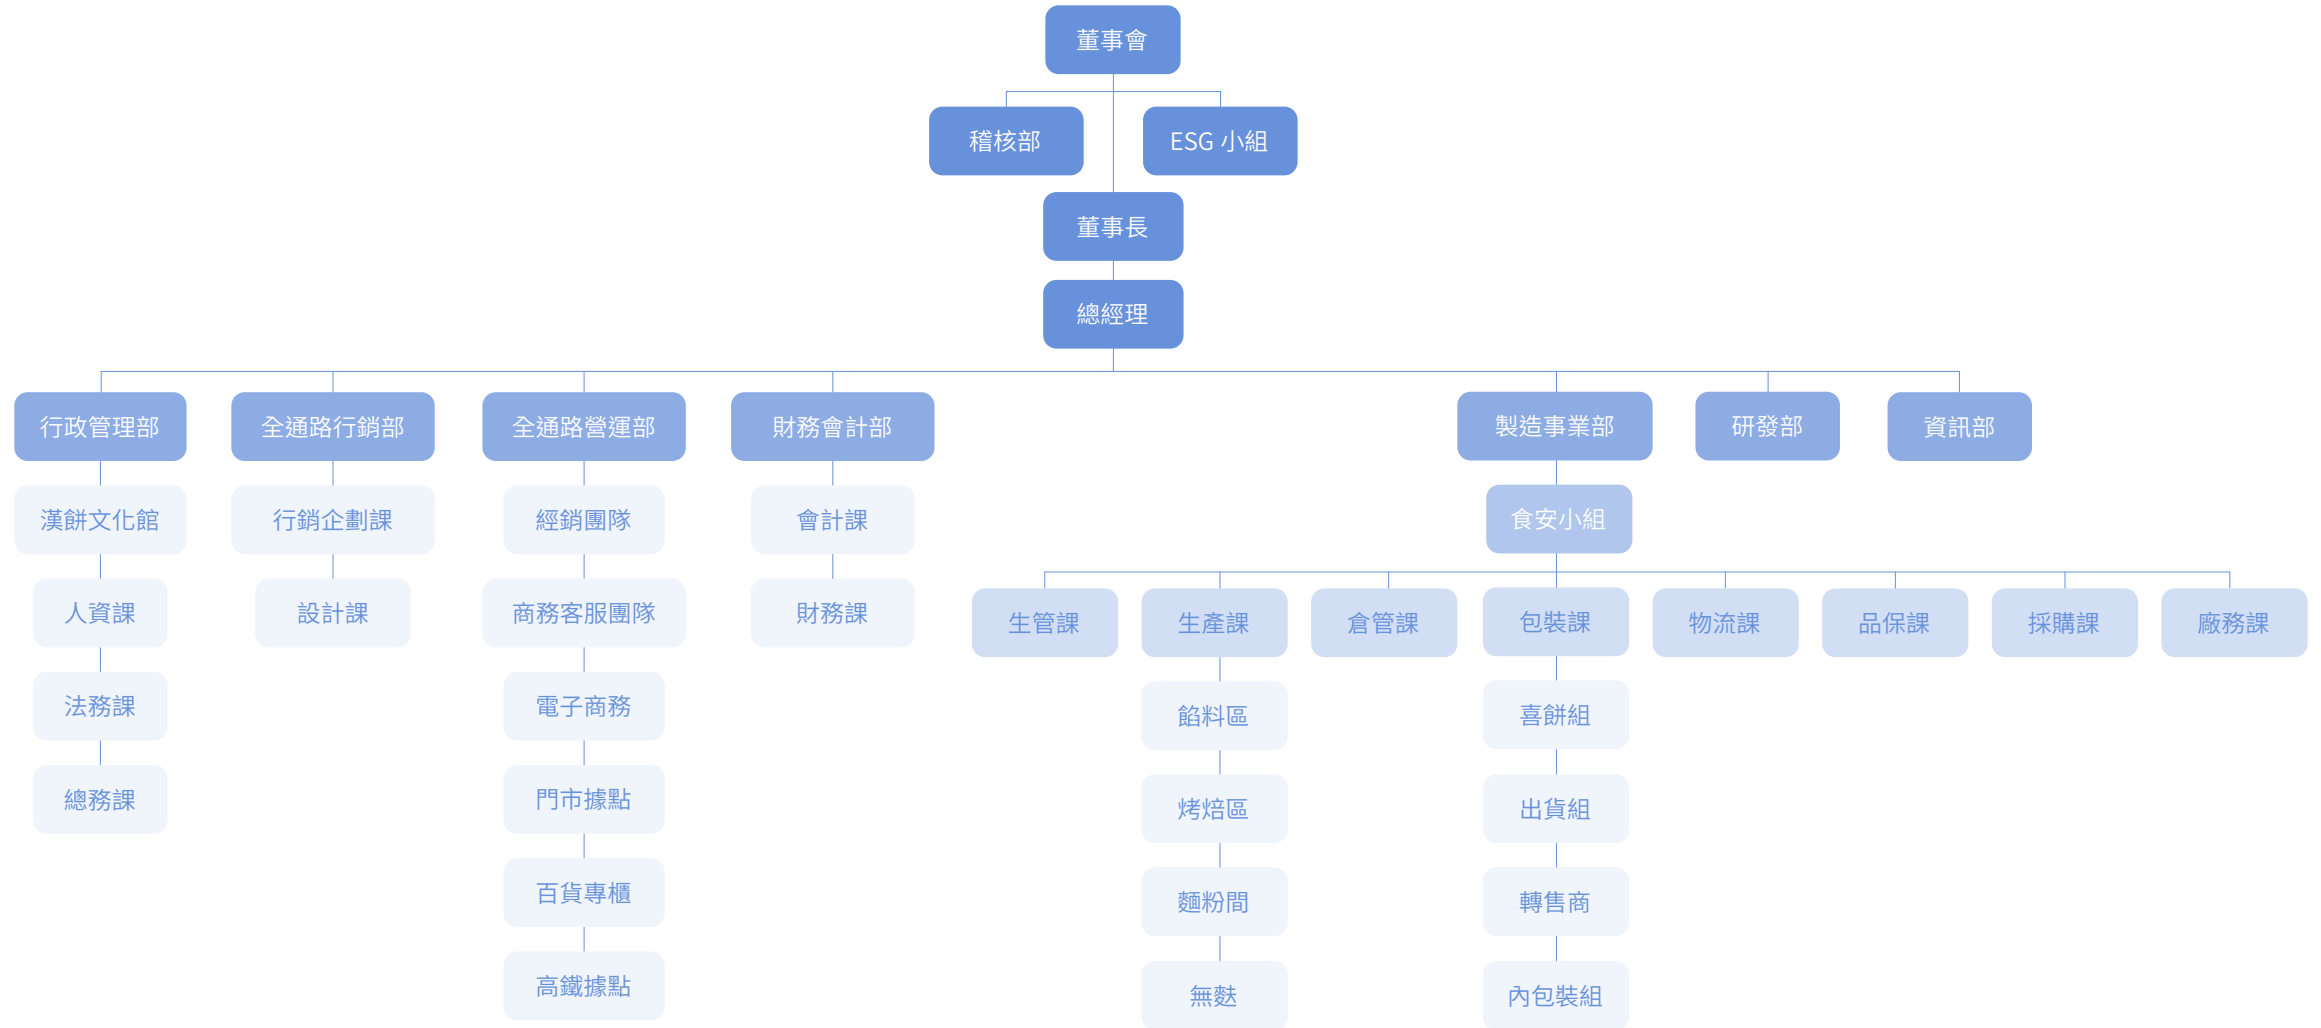 董事會
稽核部
ESG 小組
董事長
總經理
行政管理部
全通路行銷部
全通路營運部
財務會計部
製造事業部
研發部
資訊部
漢餅文化館
行銷企劃課
經銷團隊
會計課
食安小組
人資課
設計課
商務客服團隊
財務課
生管課
生產課
倉管課
包裝課
物流課
品保課
採購課
廠務課
法務課
電子商務
餡料區
喜餅組
總務課
門市據點
烤焙區
出貨組
百貨專櫃
麵粉間
轉售商
高鐵據點
無麩
內包裝組